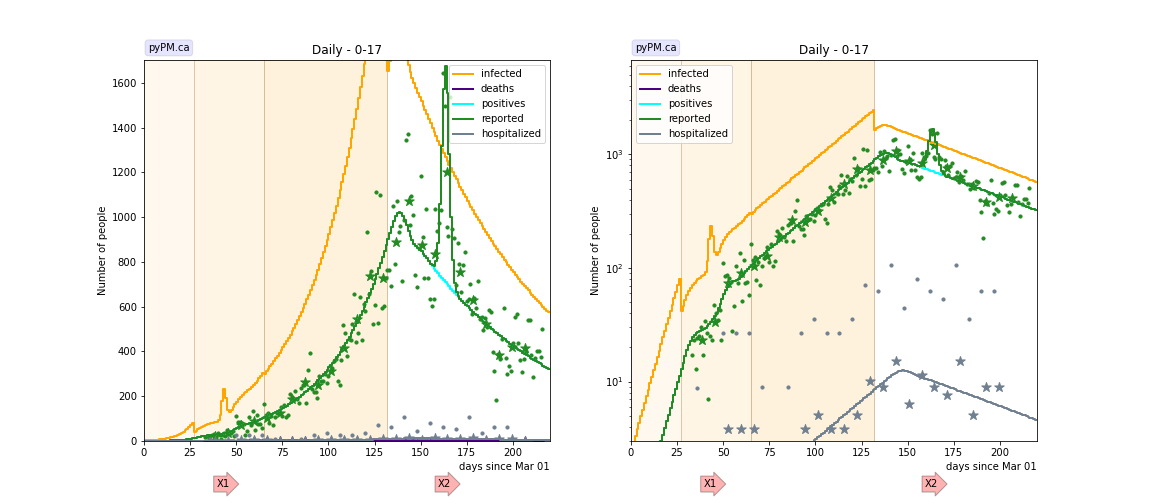 pyPM.ca
Daily - 0-17
infected
deaths
positives
reported
hospitalized
Number of people
1600
1400
1200
1000
800
600
400
200
0
0 25 50 75 100 125 150 175 200
days since Mar 01
X1 X2
pyPM.ca
Daily - 0-17
infected
deaths
positives
reported
hospitalized
Number of people
10³
10²
10¹
0 25 50 75 100 125 150 175 200
days since Mar 01
X1 X2